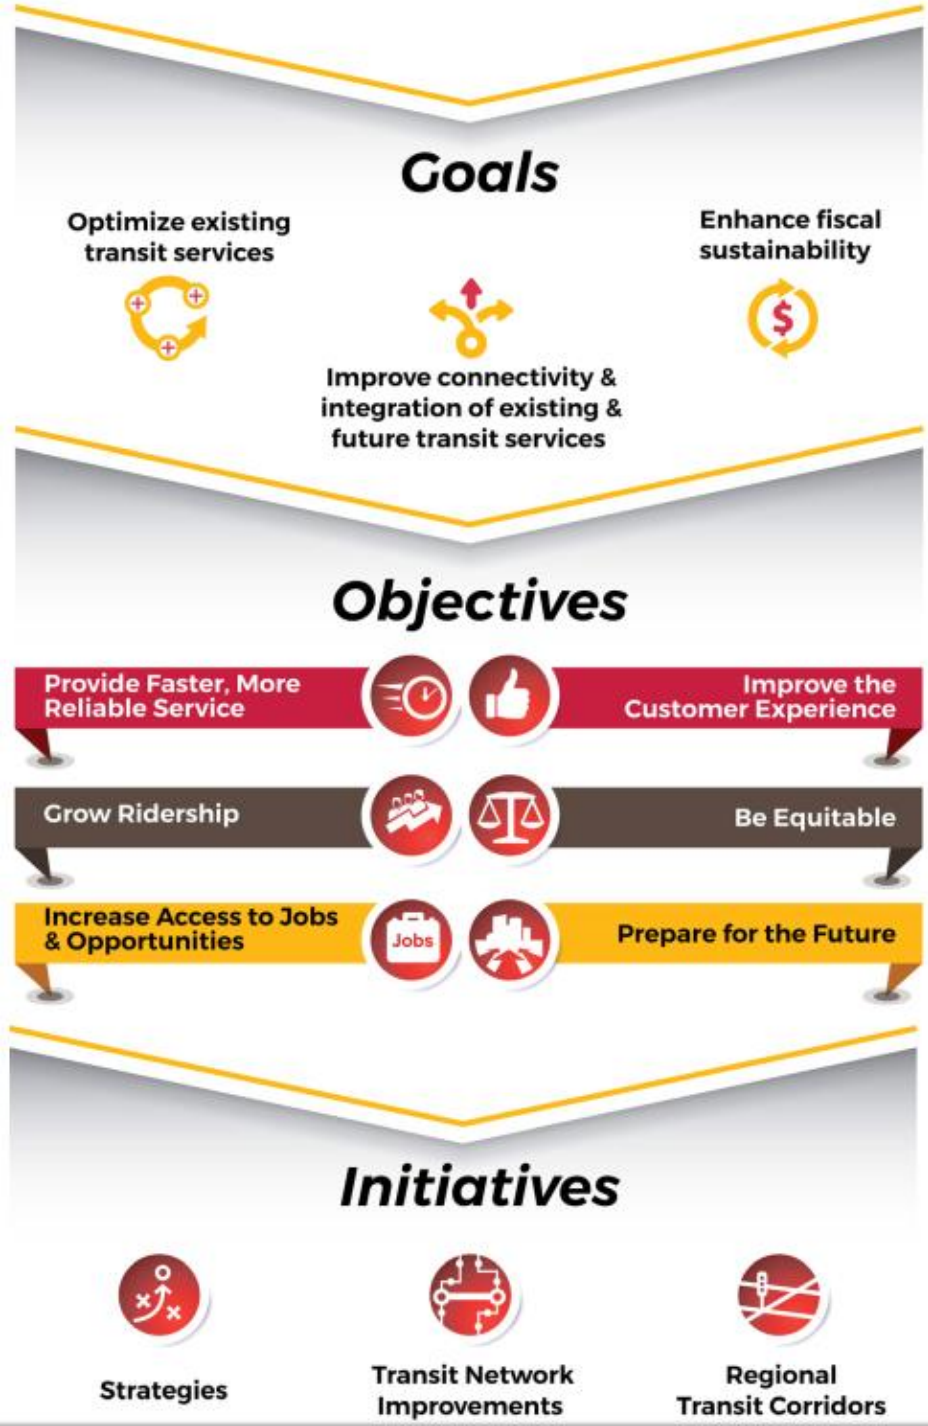 Goals
Optimize existing
transit services
Enhance fiscal
sustainability
$
Improve connectivity &
integration of existing &
future transit services
Objectives
Provide Faster, More
Reliable Service
Improve the
Customer Experience
Grow Ridership
Be Equitable
Increase Access to Jobs
& Opportunities
Jobs
Prepare for the Future
Initiatives
Strategies
Transit Network
Improvements
Regional
Transit Corridors